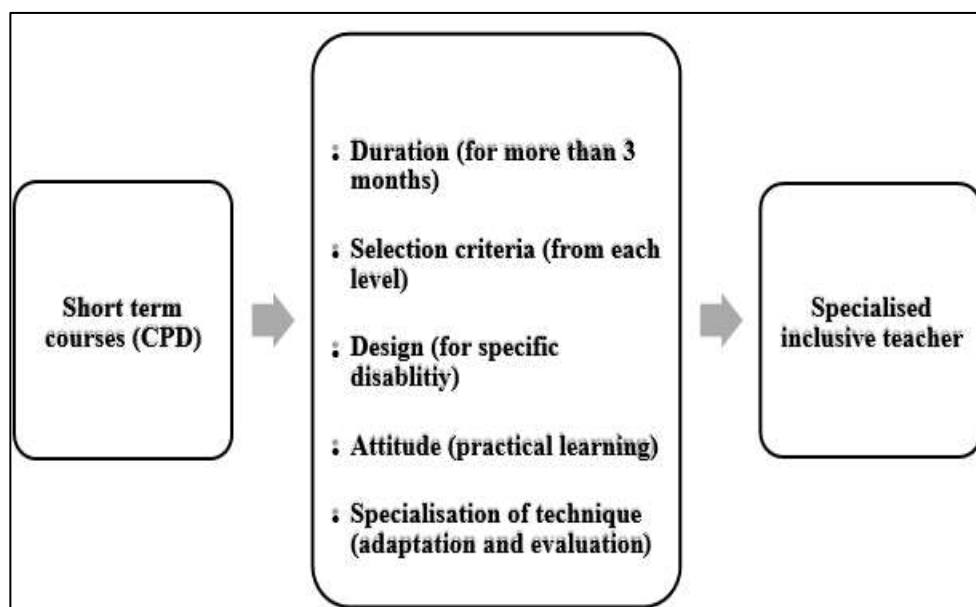 Short term
courses (CPD)
: Duration (for more than 3
months)
: Selection criteria (from each
level)
: Design (for specific
disablitiy)
: Attitude (practical learning)
: Specialisation of technique
(adaptation and evaluation)
Specialised
inclusive teacher